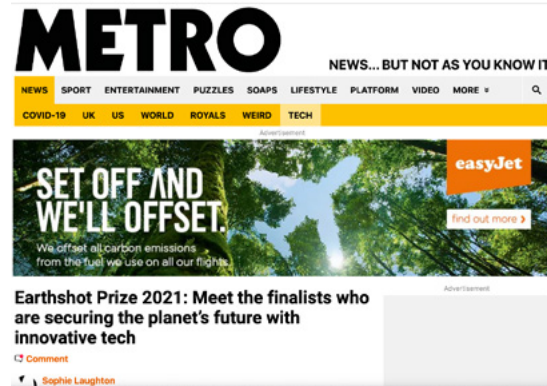 METRO
NEWS... BUT NOT AS YOU KNOW IT
NEWS SPORT ENTERTAINMENT PUZZLES SOAPS LIFESTYLE PLATFORM VIDEO MORE
COVID-19 UK US WORLD ROYALS WEIRD TECH
Advertisement
easyJet
SET OFF AND
WE'LL OFFSET.
find out more
We offset all carbon emissions
from the fuel we use on all our flights.
Advertisement
Earthshot Prize 2021: Meet the finalists who
are securing the planet's future with
innovative tech
Comment
Sophie Laughton